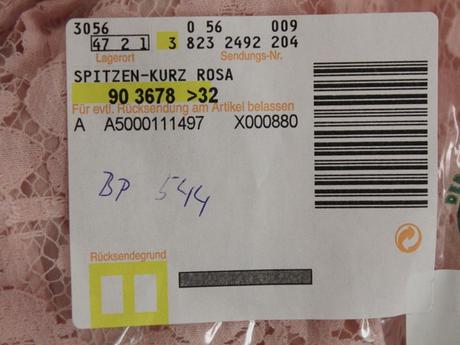 3056 0 56 009
47 2 1 3 823 2492 204
Lagerort Sendungs-Nr.
SPITZEN-KURZ ROSA
90 3678 >32
Für evtl. Rücksendung am Artikel belassen
A A5000111497 X000880
BP 544
Rücksendegrund